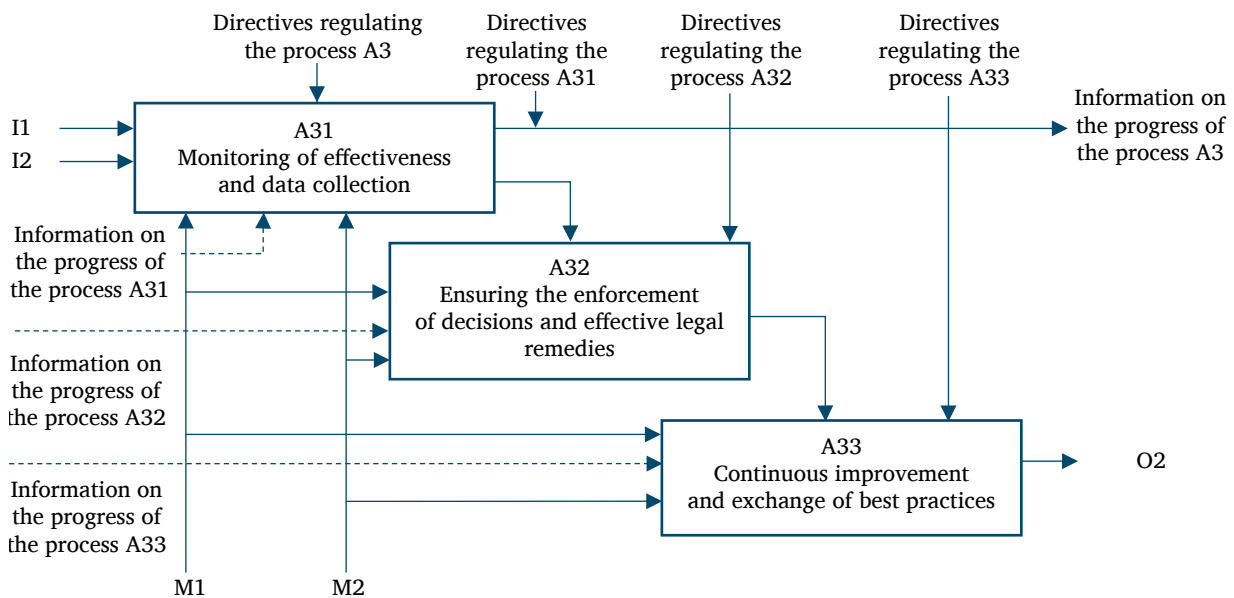 Directives regulating
the process A3
Directives
regulating the
process A31
Directives
regulating the
process A32
Directives
regulating the
process A33
Information on
the progress of
the process A3
I1
I2
A31
Monitoring of effectiveness
and data collection
Information on
the progress of
the process A31
A32
Ensuring the enforcement
of decisions and effective legal
remedies
Information on
the progress of
the process A32
A33
Continuous improvement
and exchange of best practices
O2
Information on
the progress of
the process A33
M1
M2